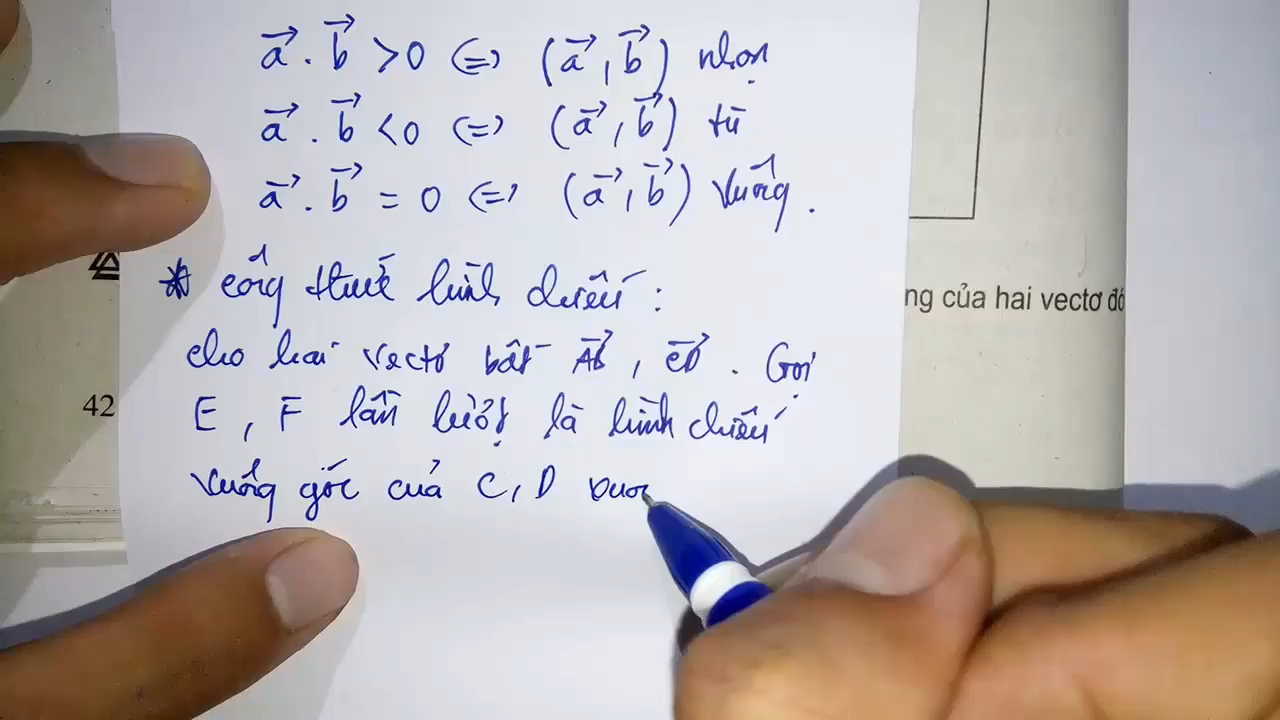 a⃗ . b⃗ > 0 ⇔ (a⃗ , b⃗) nhọn
a⃗ . b⃗ < 0 ⇔ (a⃗ , b⃗) tù
a⃗ . b⃗ = 0 ⇔ (a⃗ , b⃗) vuông .
* công thức hình chiếu :
ng của hai vectơ đó
cho hai vectơ bất AB⃗ , CD⃗ . Gọi
42
E , F lần lượt là hình chiếu
vuông góc của C , D